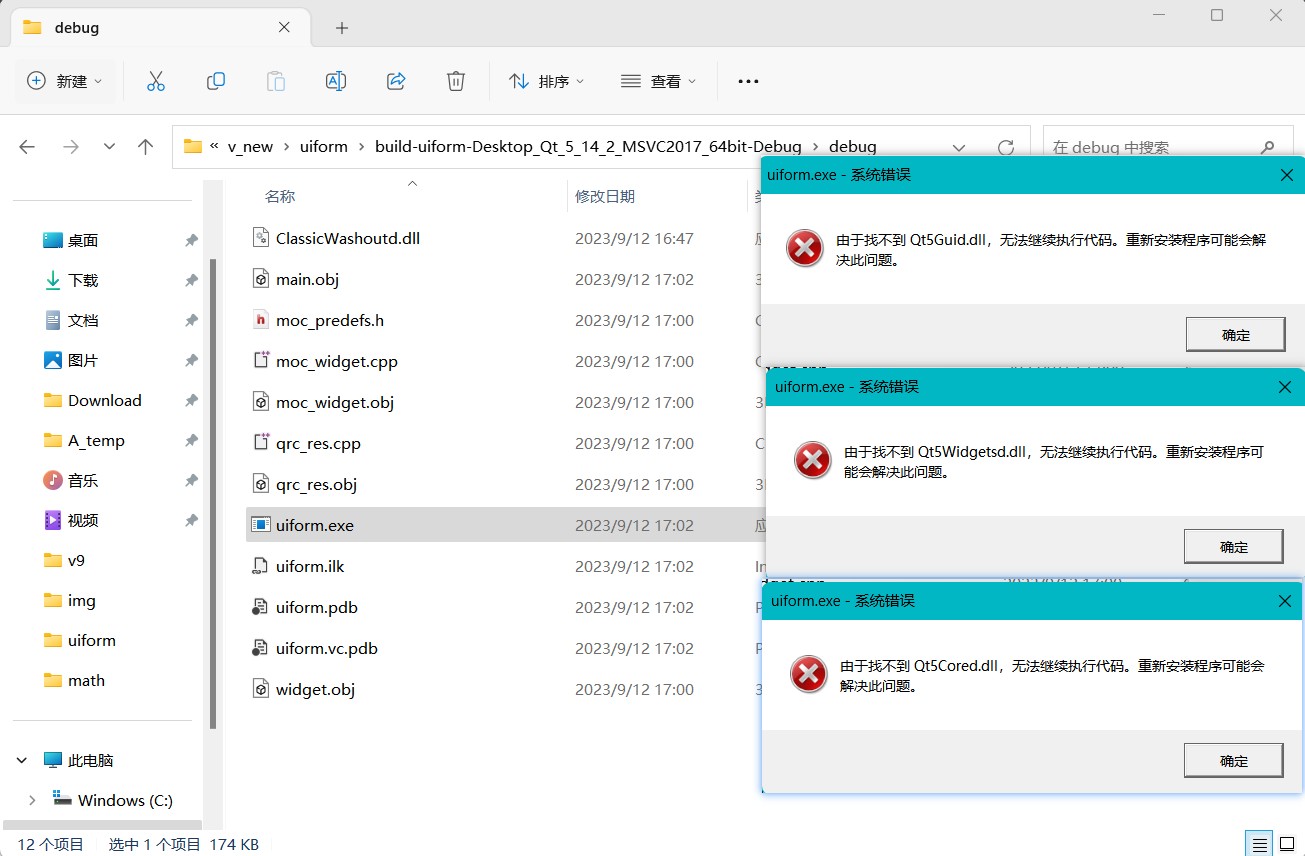 debug
新建
排序
查看
« v_new › uiform › build-uiform-Desktop_Qt_5_14_2_MSVC2017_64bit-Debug › debug
在 debug 中搜索
桌面
下载
文档
图片
Download
A_temp
音乐
视频
v9
img
uiform
math
此电脑
Windows (C:)
名称 修改日期
ClassicWashoutd.dll 2023/9/12 16:47
main.obj 2023/9/12 17:02
moc_predefs.h 2023/9/12 17:00
moc_widget.cpp 2023/9/12 17:00
moc_widget.obj 2023/9/12 17:00
qrc_res.cpp 2023/9/12 17:00
qrc_res.obj 2023/9/12 17:00
uiform.exe 2023/9/12 17:02
uiform.ilk 2023/9/12 17:02
uiform.pdb 2023/9/12 17:02
uiform.vc.pdb 2023/9/12 17:02
widget.obj 2023/9/12 17:00
uiform.exe - 系统错误
由于找不到 Qt5Guid.dll，无法继续执行代码。重新安装程序可能会解
决此问题。
确定
uiform.exe - 系统错误
由于找不到 Qt5Widgetsd.dll，无法继续执行代码。重新安装程序可
能会解决此问题。
确定
uiform.exe - 系统错误
由于找不到 Qt5Cored.dll，无法继续执行代码。重新安装程序可能会
解决此问题。
确定
12 个项目 选中 1 个项目 174 KB